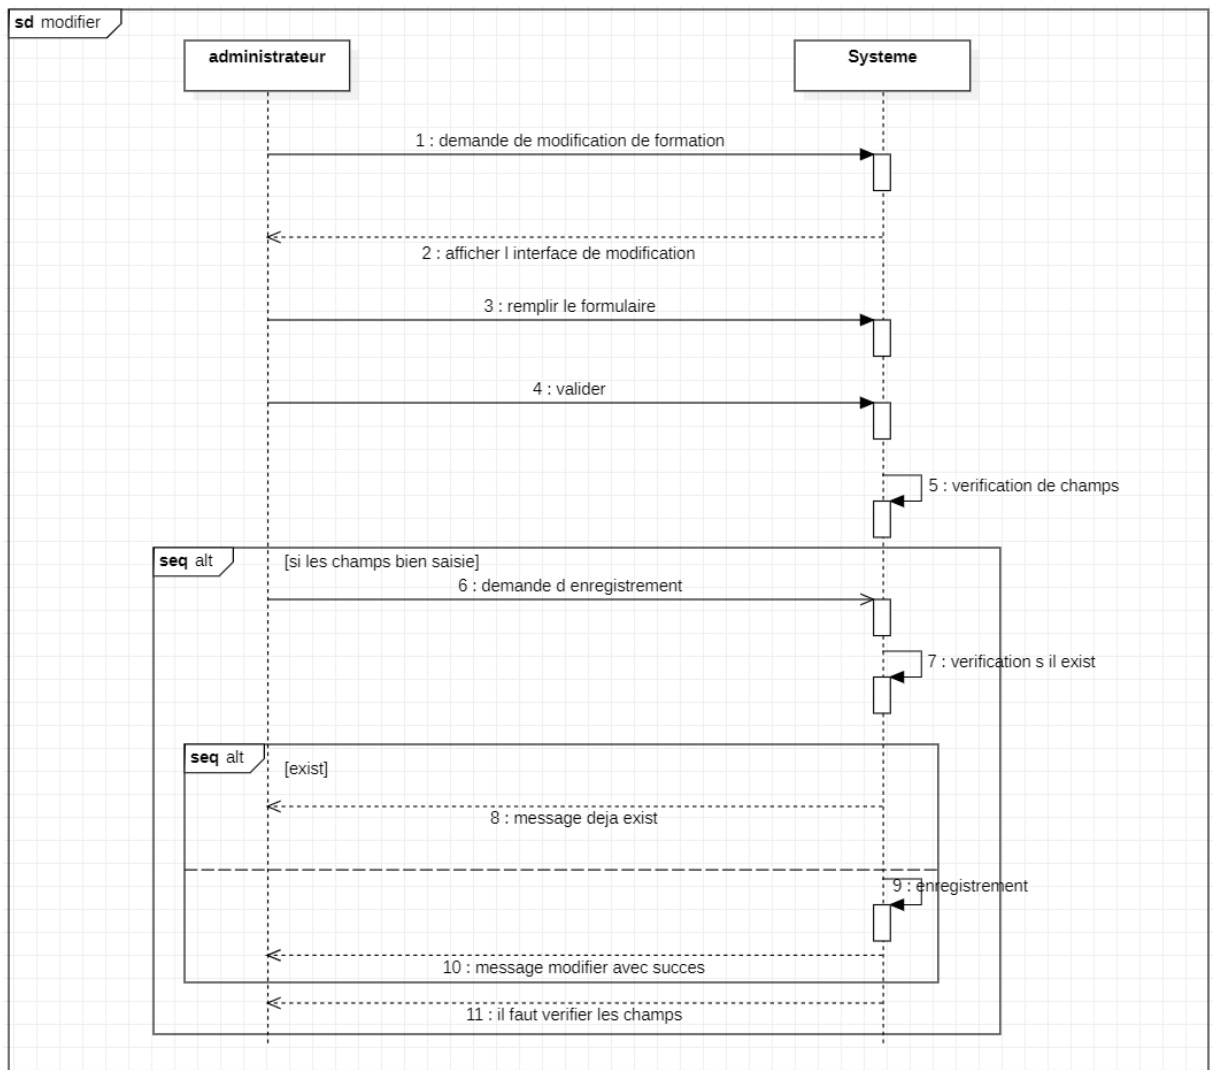 sd modifier
administrateur
Systeme
1 : demande de modification de formation
2 : afficher l interface de modification
3 : remplir le formulaire
4 : valider
5 : verification de champs
seq alt
[si les champs bien saisie]
6 : demande d enregistrement
7 : verification s il exist
seq alt
[exist]
8 : message deja exist
9 : enregistrement
10 : message modifier avec succes
11 : il faut verifier les champs